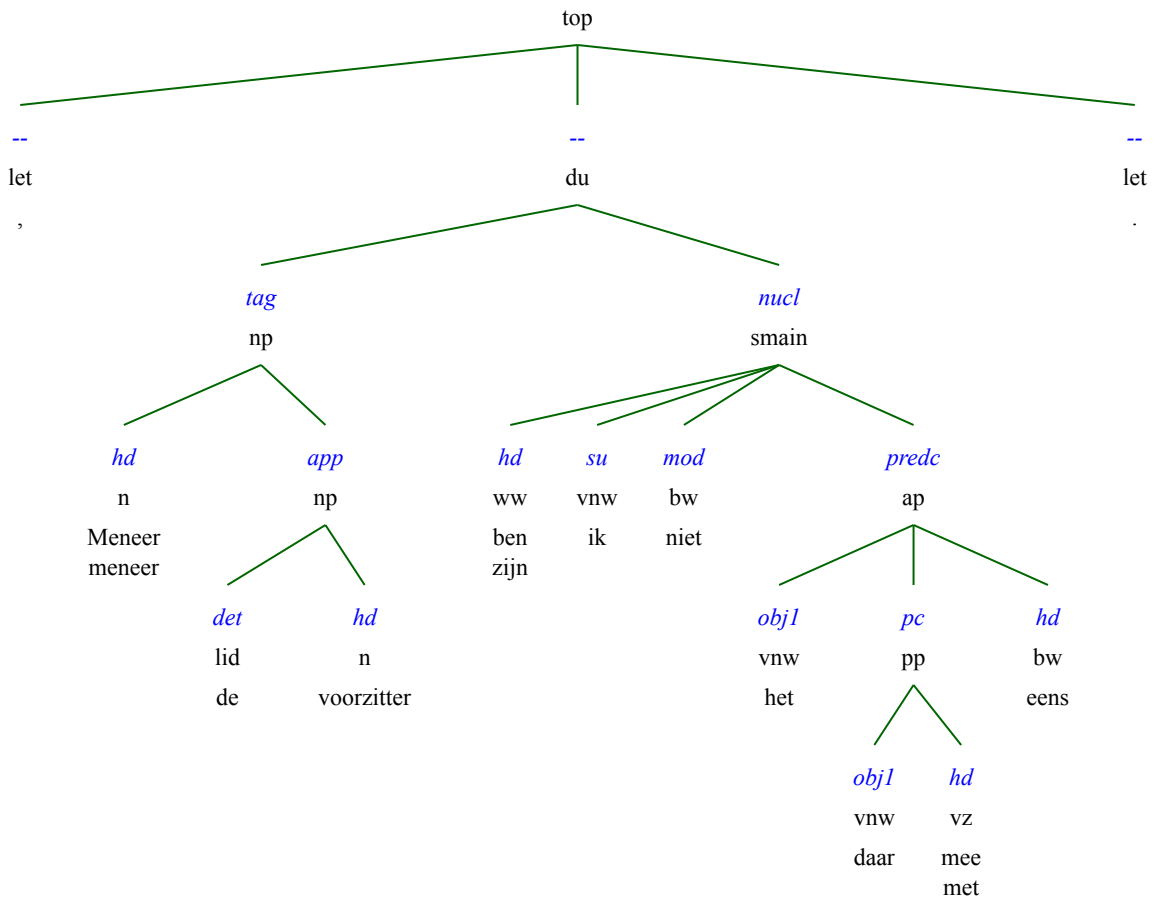 top
-- -- --
let du let
, .
tag nucl
np smain
hd app hd su mod predc
n np ww vnw bw ap
Meneer ben ik niet
meneer zijn
det hd obj1 pc hd
lid n vnw pp bw
de voorzitter het eens
obj1 hd
vnw vz
daar mee
met